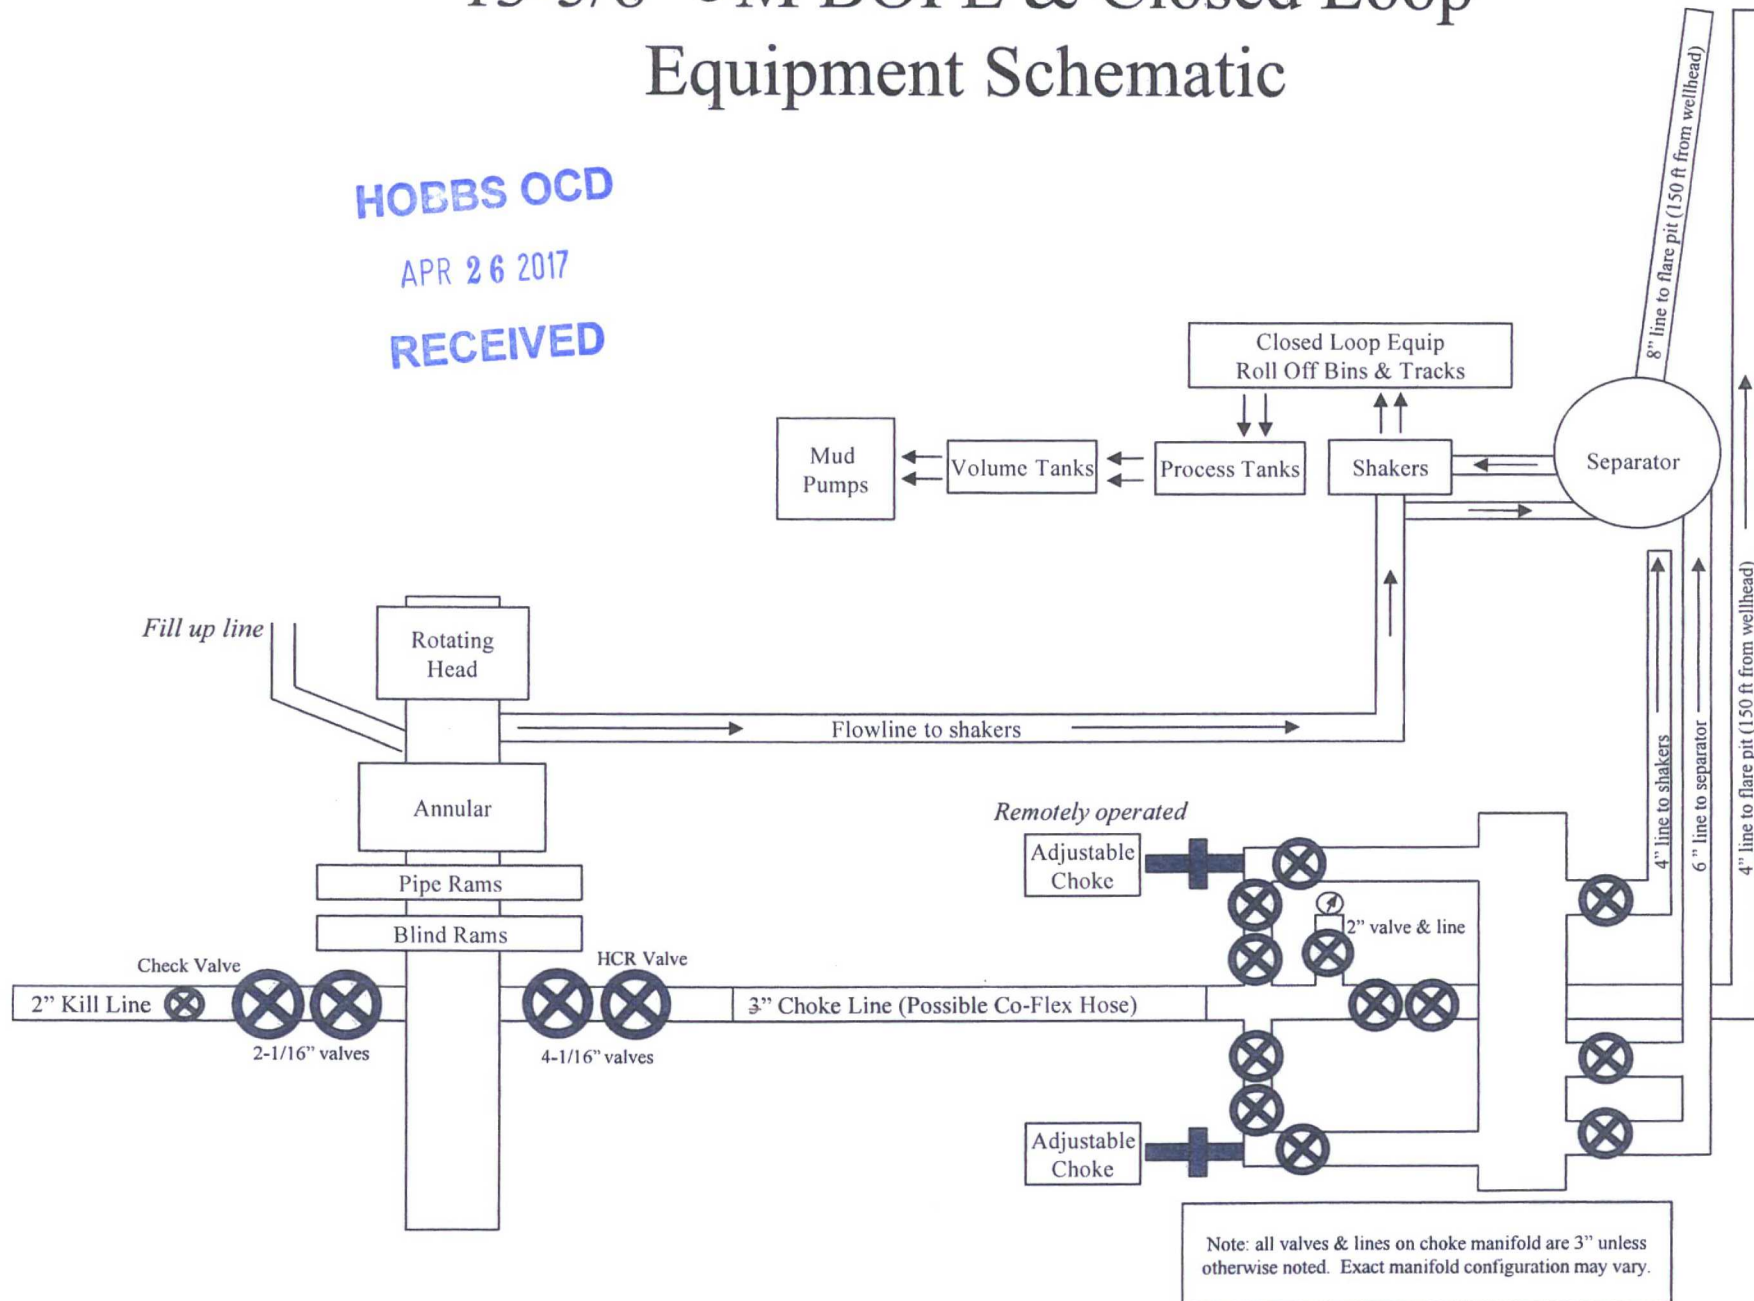 BOPE & Closed Loop
Equipment Schematic
HOBBS OCD
APR 26 2017
RECEIVED
8” line to flare pit (150 ft from wellhead)
Closed Loop Equip
Roll Off Bins & Tracks
Mud
Pumps
Volume Tanks
Process Tanks
Shakers
Separator
Fill up line
Rotating
Head
Flowline to shakers
4” line to shakers
6 ” line to separator
4” line to flare pit (150 ft from wellhead)
Annular
Remotely operated
Adjustable
Choke
Pipe Rams
Blind Rams
2” valve & line
Check Valve
HCR Valve
2” Kill Line
3” Choke Line (Possible Co-Flex Hose)
2-1/16” valves
4-1/16” valves
Adjustable
Choke
Note: all valves & lines on choke manifold are 3” unless
otherwise noted. Exact manifold configuration may vary.